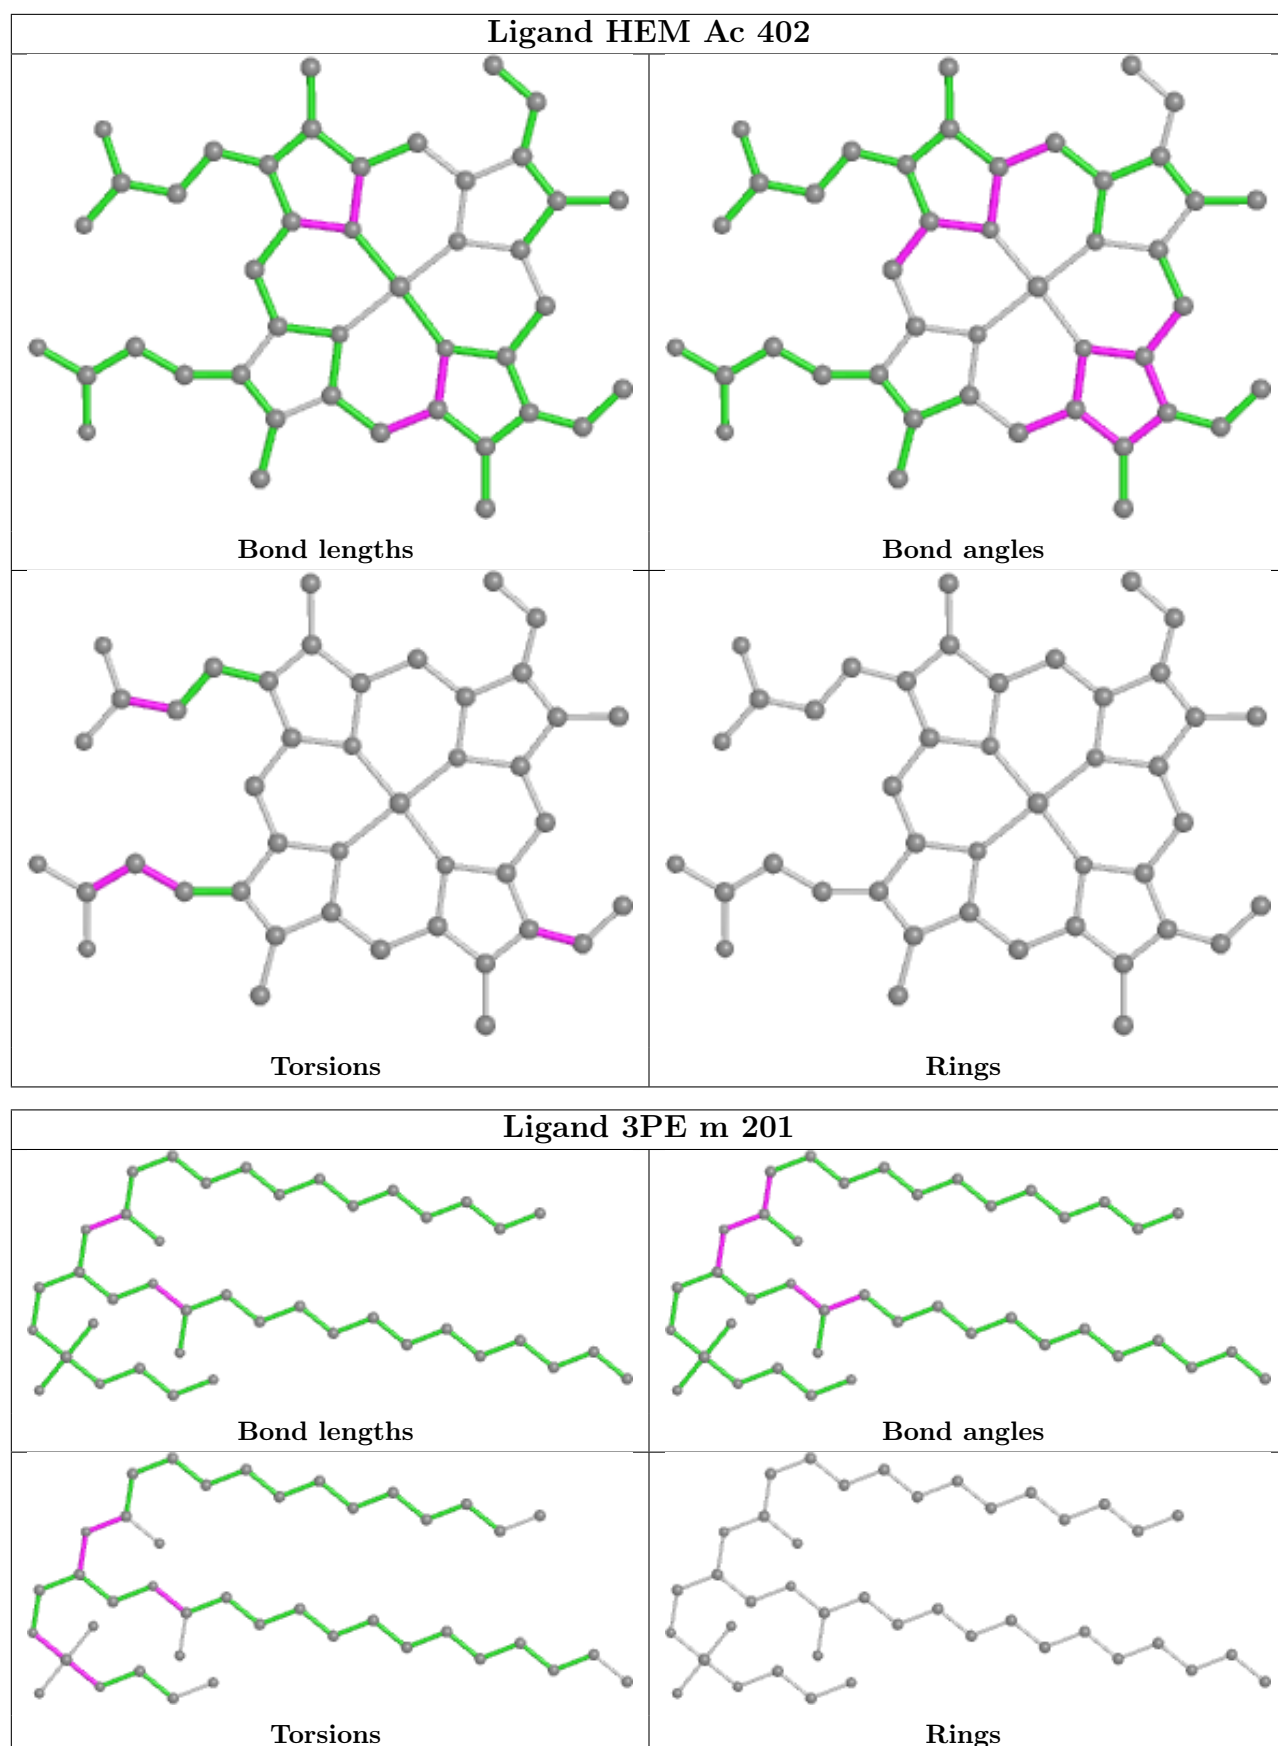 Ligand HEM Ac 402
Bond lengths
Bond angles
Torsions
Rings
Ligand 3PE m 201
Bond lengths
Bond angles
Torsions
Rings